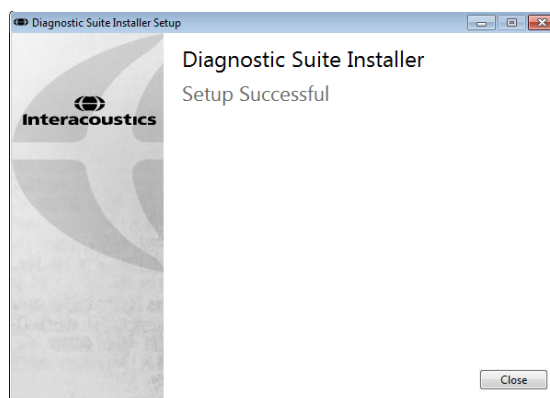 Diagnostic Suite Installer Setup
Diagnostic Suite Installer
Setup Successful
Interacoustics
Close